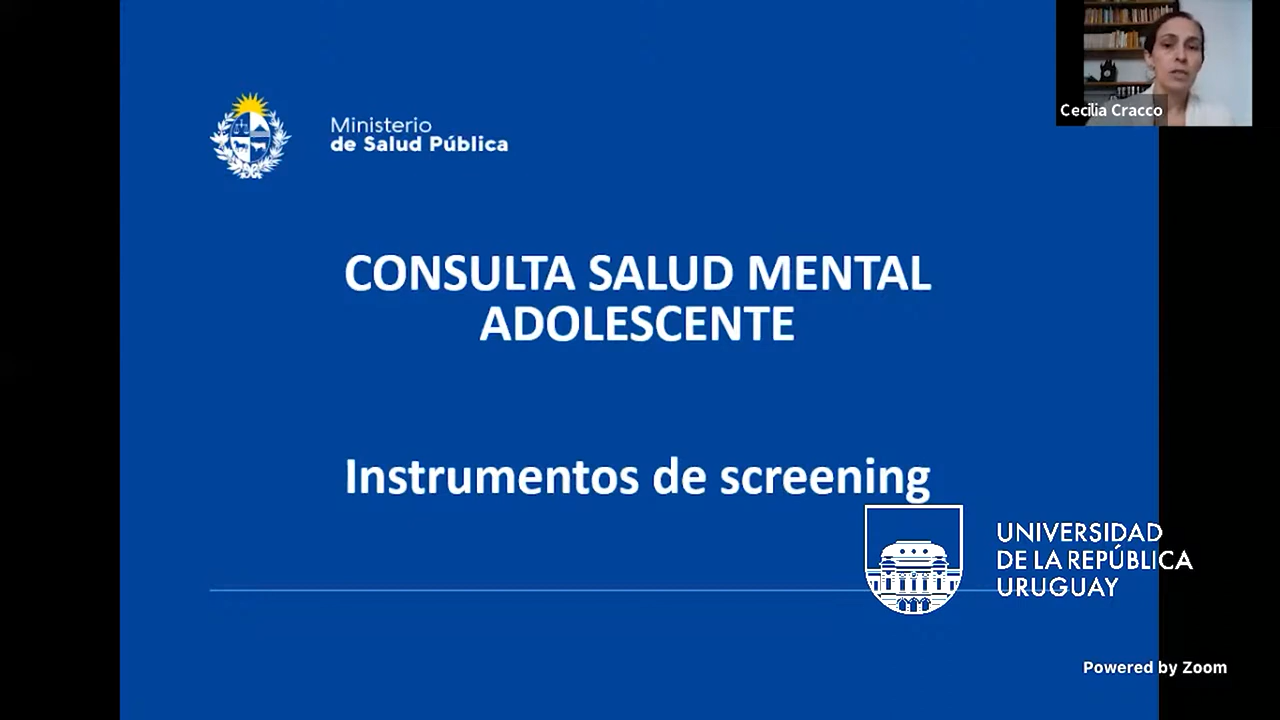 Cecilia Cracco
Ministerio
de Salud Pública
CONSULTA SALUD MENTAL
ADOLESCENTE
Instrumentos de screening
UNIVERSIDAD
DE LA REPÚBLICA
URUGUAY
Powered by Zoom